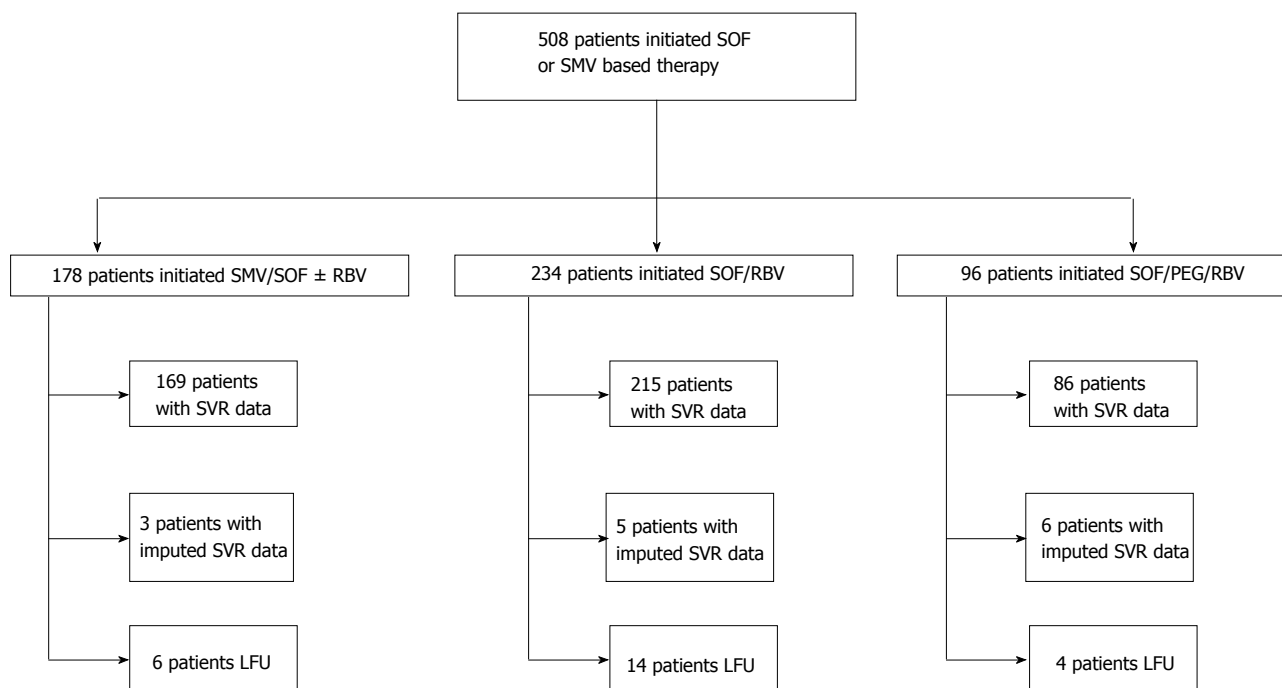 508 patients initiated SOF
or SMV based therapy
178 patients initiated SMV/SOF ± RBV
234 patients initiated SOF/RBV
96 patients initiated SOF/PEG/RBV
169 patients
with SVR data
215 patients
with SVR data
86 patients
with SVR data
3 patients with
imputed SVR data
5 patients with
imputed SVR data
6 patients with
imputed SVR data
6 patients LFU
14 patients LFU
4 patients LFU